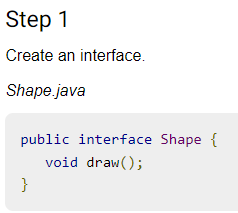 Step 1
Create an interface.
Shape.java
public interface Shape {
   void draw();
}